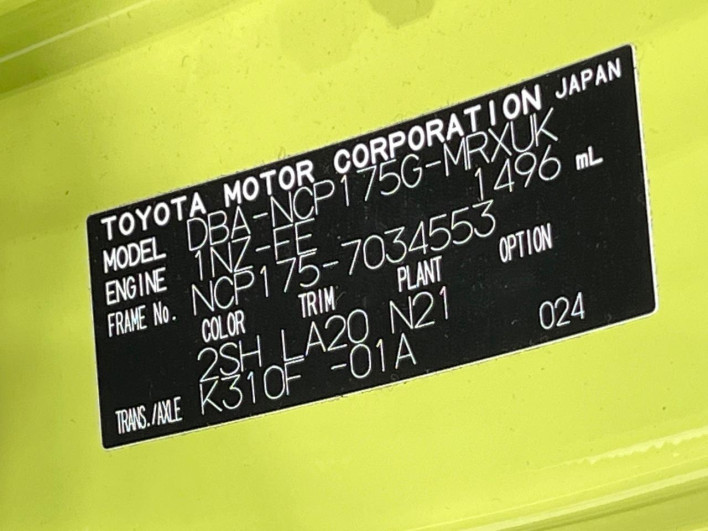 TOYOTA MOTOR CORPORATION JAPAN
MODEL DBA-NCP175G-MRXUK
ENGINE 1NZ-FE 1496 mL
FRAME No. NCP175-7034553
COLOR TRIM PLANT OPTION
2SH LA20 N21 024
TRANS./AXLE K310F -01A